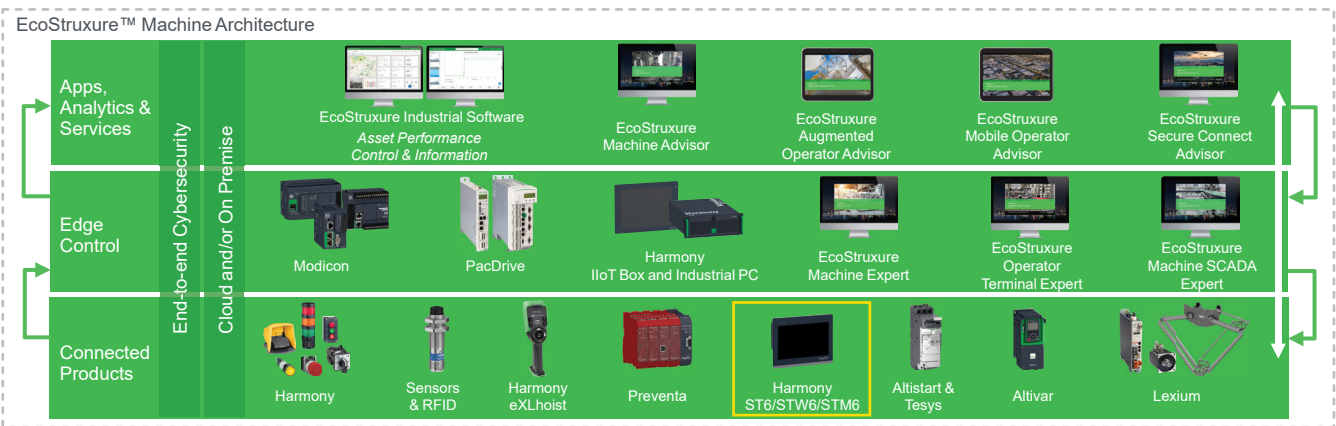 EcoStruxure™ Machine Architecture
Apps,
Analytics &
Services
End-to-end Cybersecurity
Cloud and/or On Premise
EcoStruxure Industrial Software
Asset Performance
Control & Information
EcoStruxure
Machine Advisor
EcoStruxure
Augmented
Operator Advisor
EcoStruxure
Mobile Operator
Advisor
EcoStruxure
Secure Connect
Advisor
Edge
Control
Modicon
PacDrive
Harmony
Harmony
IIoT Box and Industrial PC
EcoStruxure
Machine Expert
EcoStruxure
Operator
Terminal Expert
EcoStruxure
Machine SCADA
Expert
Connected
Products
Harmony
Sensors
& RFID
Harmony
eXLhoist
Preventa
Harmony
ST6/STW6/STM6
Altistart &
Tesys
Altivar
Lexium